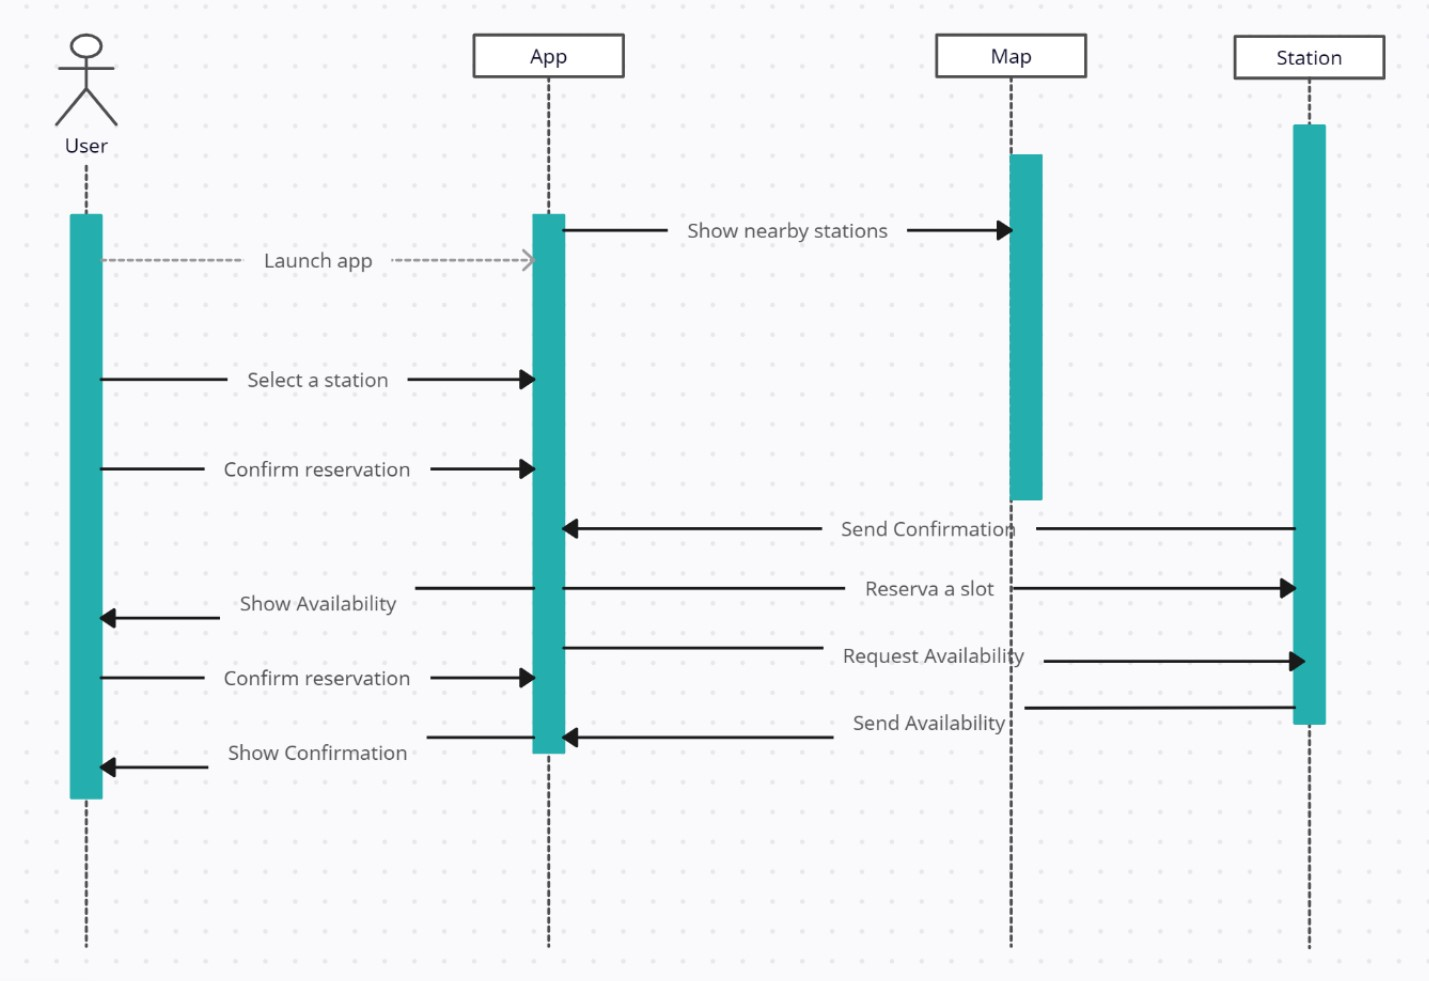 App
Map
Station
User
Show nearby stations
Launch app
Select a station
Confirm reservation
Send Confirmation
Reserva a slot
Show Availability
Request Availability
Confirm reservation
Send Availability
Show Confirmation